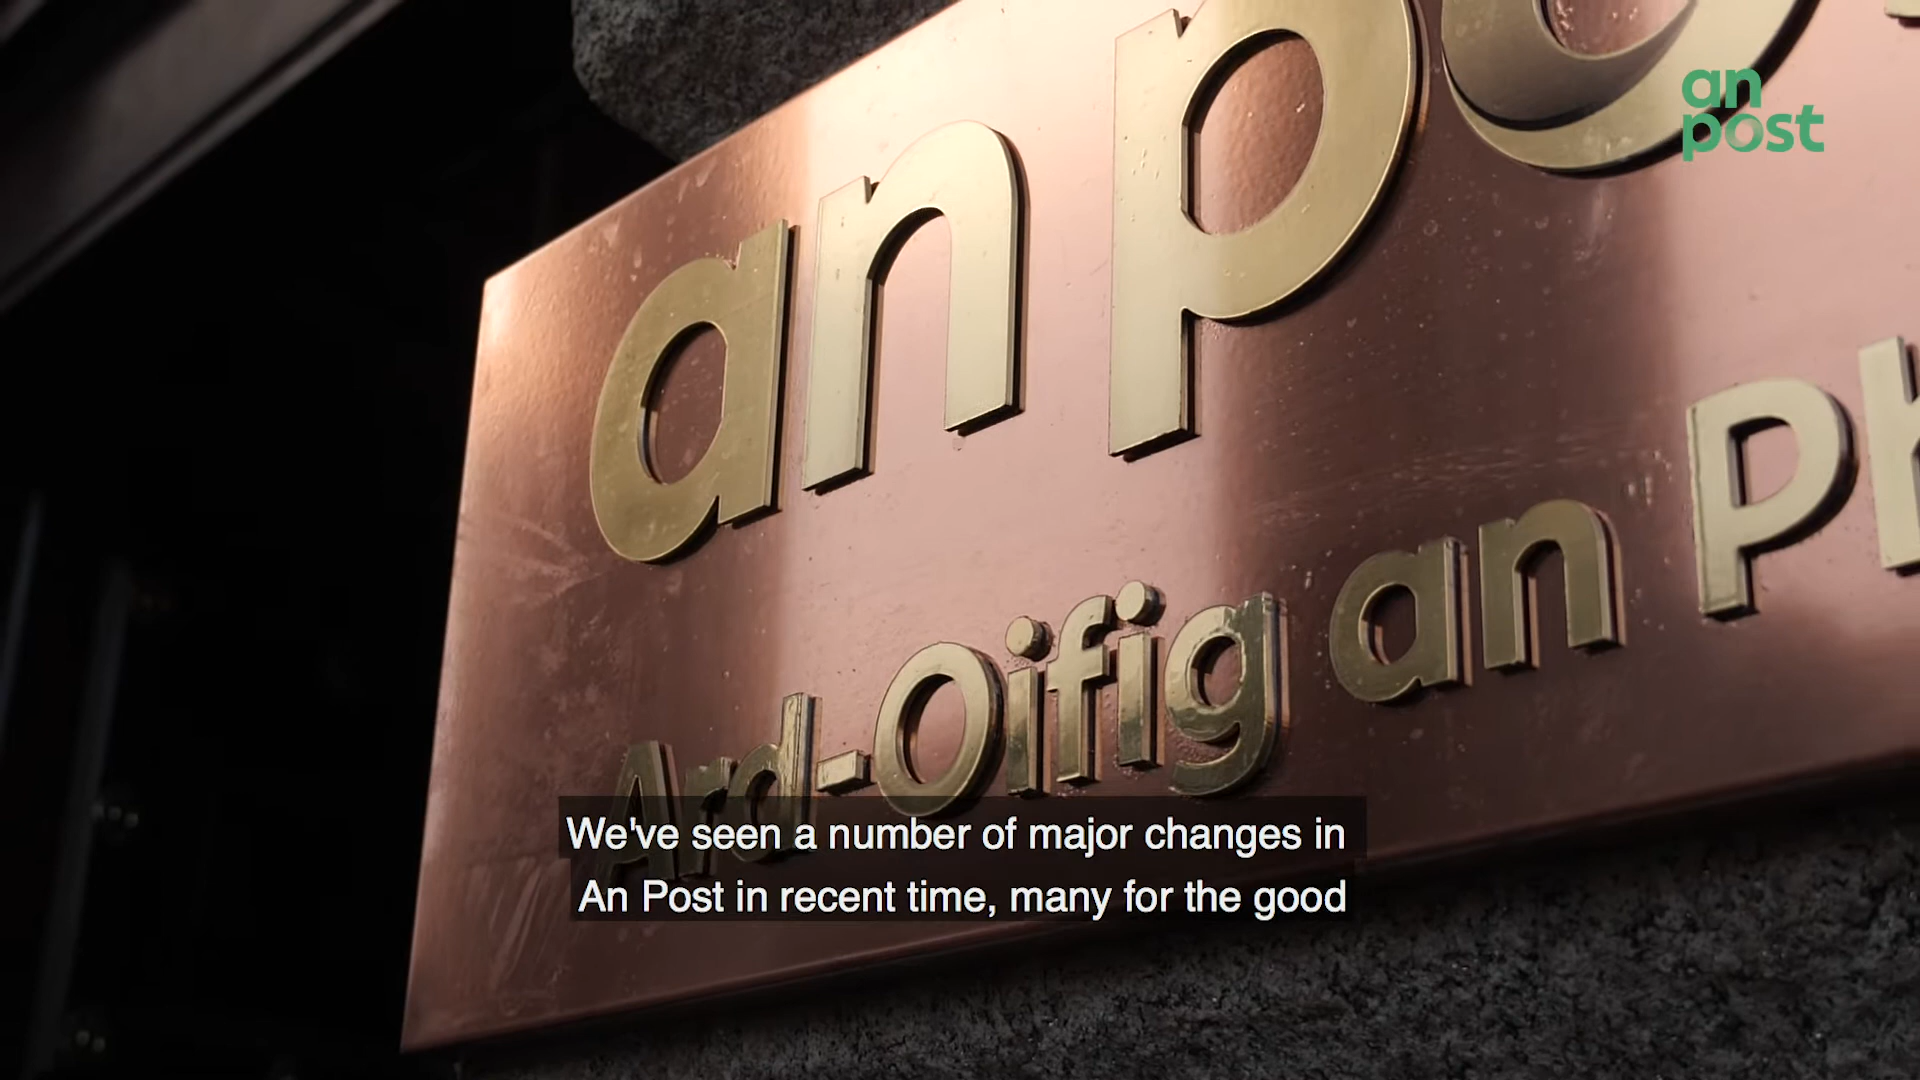 an po
an
post
Ard-Oifig an Ph
We've seen a number of major changes in
An Post in recent time, many for the good